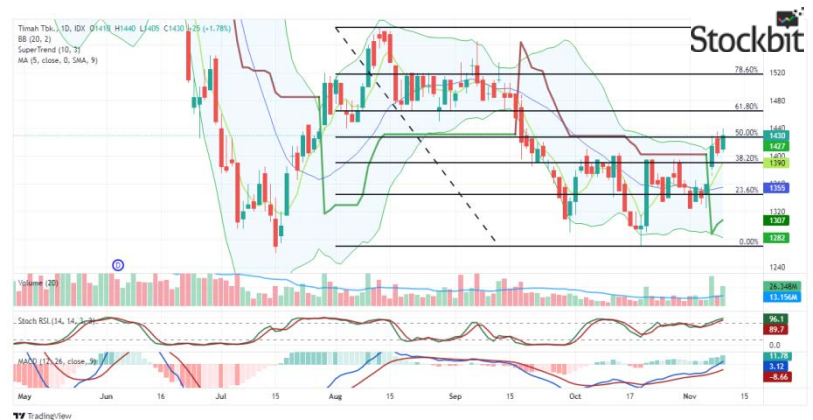 Timah Tbk., 1D, IDX O1410 H1440 L1405 C1430 +25 (+1.78%)
BB (20, 2)
SuperTrend (10, 3)
MA (5, close, 0, SMA, 9)
Stockbit
78.60%
1520
1480
61.80%
50.00%
1430
1427
1400
38.20%
1390
1360
1355
23.60%
1320
1307
1282
0.00%
1240
D
Volume (20)
26.348M
13.156M
Stoch RSI (14, 14, 3, 3)
96.1
89.7
0.0
MACD (12, 26, close, 9)
11.78
3.12
-8.66
May Jun 16 Jul 15 Aug 15 Sep 15 Oct 17 Nov 15
TradingView